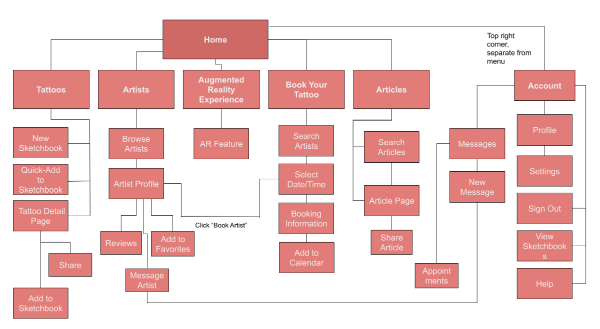 Home
Top right
corner,
separate from
menu
Tattoos
Artists
Augmented
Reality
Experience
Book Your
Tattoo
Articles
Account
New
Sketchbook
Quick-Add
to
Sketchbook
Tattoo Detail
Page
Share
Add to
Sketchbook
Browse
Artists
Artist Profile
Reviews
Add to
Favorites
Message
Artist
AR Feature
Click "Book Artist"
Search
Artists
Select
Date/Time
Booking
Information
Add to
Calendar
Search
Articles
Article Page
Share
Article
Messages
New
Message
Appoint
ments
Profile
Settings
Sign Out
View
Sketchbook
s
Help